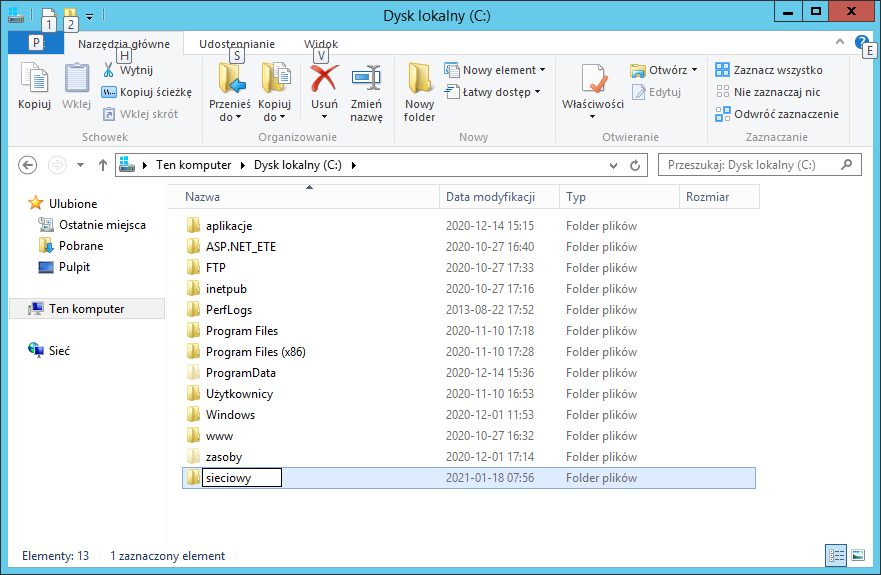 1
2
Dysk lokalny (C:)
P
Narzędzia główne
Udostępnianie
Widok
H
S
V
E
Kopiuj
Wklej
Wytnij
Kopiuj ścieżkę
Wklej skrót
Schowek
Przenieś do
Kopiuj do
Usuń
Zmień nazwę
Organizowanie
Nowy folder
Nowy element
Łatwy dostęp
Nowy
Właściwości
Otwórz
Edytuj
Otwieranie
Zaznacz wszystko
Nie zaznaczaj nic
Odwróć zaznaczenie
Zaznaczanie
Ten komputer
Dysk lokalny (C:)
Przeszukaj: Dysk lokalny (C:)
Ulubione
Ostatnie miejsca
Pobrane
Pulpit
Ten komputer
Sieć
Nazwa Data modyfikacji Typ Rozmiar
aplikacje 2020-12-14 15:15 Folder plików
ASP.NET_ETE 2020-10-27 16:40 Folder plików
FTP 2020-10-27 17:33 Folder plików
inetpub 2020-10-27 17:16 Folder plików
PerfLogs 2013-08-22 17:52 Folder plików
Program Files 2020-11-10 17:18 Folder plików
Program Files (x86) 2020-11-10 17:28 Folder plików
ProgramData 2020-12-14 15:36 Folder plików
Użytkownicy 2020-11-10 16:53 Folder plików
Windows 2020-12-01 11:53 Folder plików
www 2020-10-27 16:32 Folder plików
zasoby 2020-12-01 17:14 Folder plików
sieciowy 2021-01-18 07:56 Folder plików
Elementy: 13 1 zaznaczony element